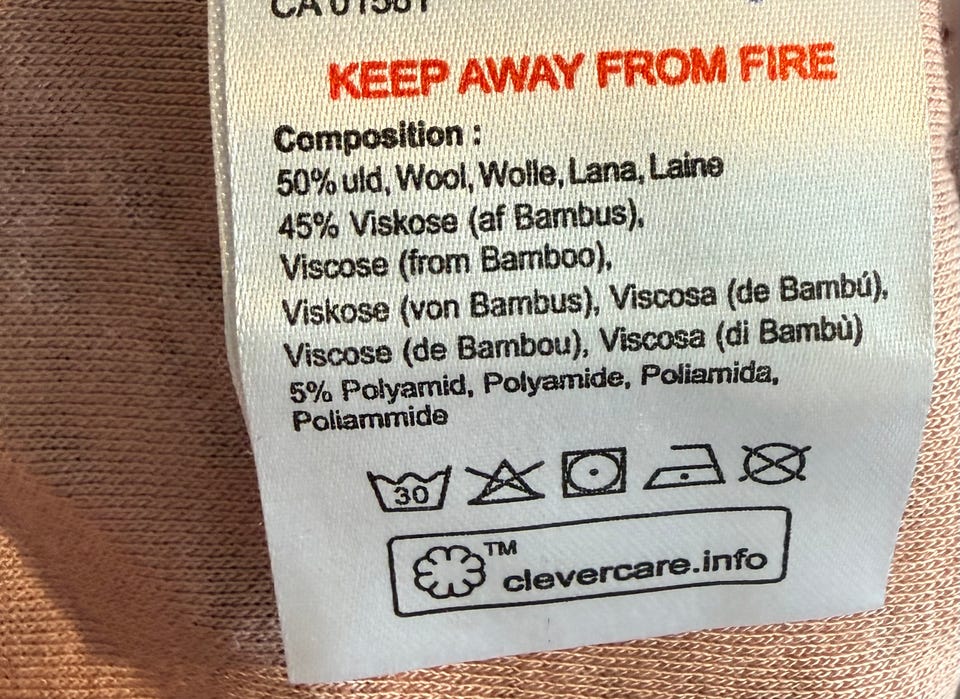 CA 01581
KEEP AWAY FROM FIRE
Composition :
50% uld, Wool, Wolle, Lana, Laine
45% Viskose (af Bambus),
Viscose (from Bamboo),
Viskose (von Bambus), Viscosa (de Bambú),
Viscose (de Bambou), Viscosa (di Bambù)
5% Polyamid, Polyamide, Poliamida,
Poliammide
30
TM
clevercare.info